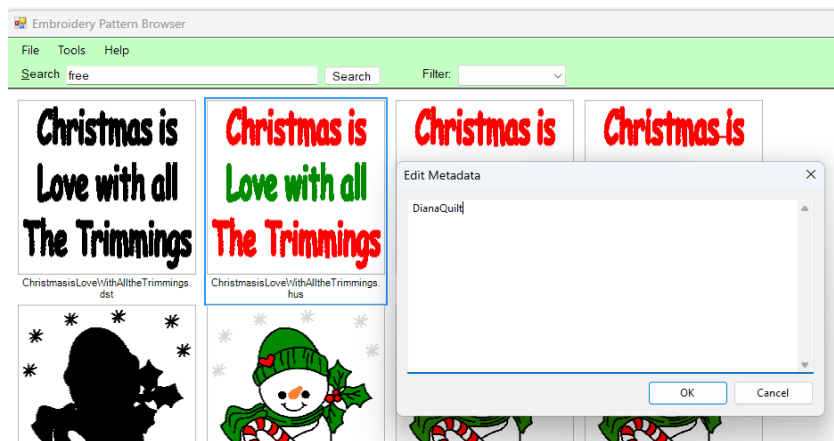 Embroidery Pattern Browser
File Tools Help
Search free Search Filter:
Christmas is
Love with all
The Trimmings
ChristmasisLoveWithAlltheTrimmings.
dst
Christmas is
Love with all
The Trimmings
ChristmasisLoveWithAlltheTrimmings.
hus
Christmas is
Christmas is
Edit Metadata
DianaQuilt
OK Cancel